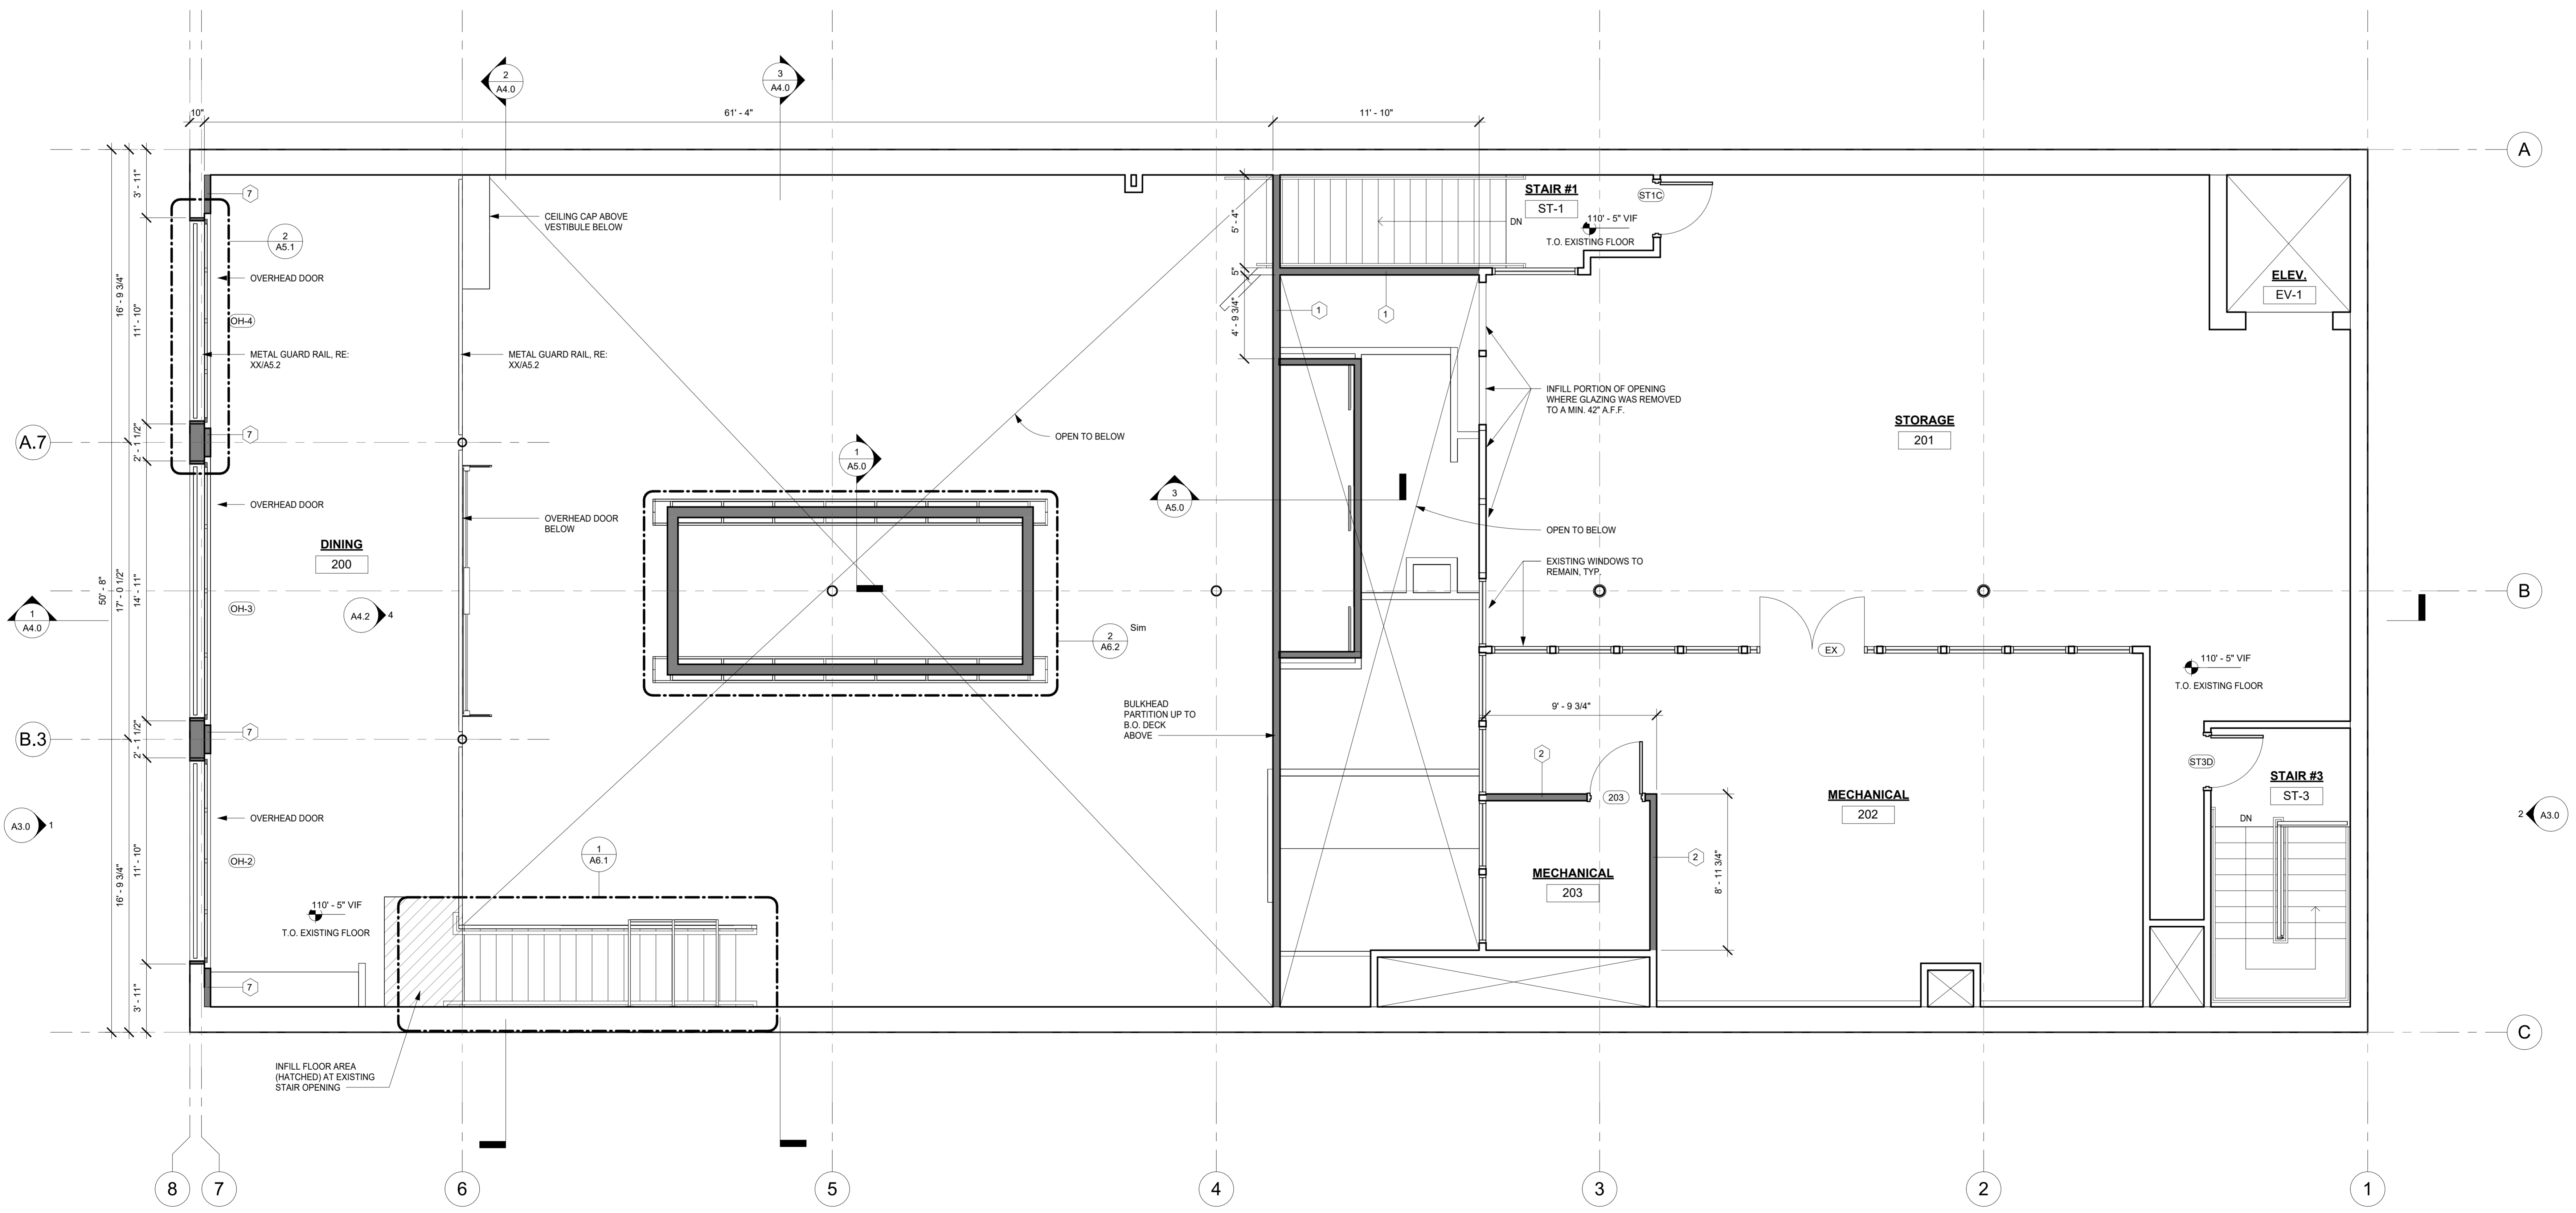 2
A4.0
3
A4.0
10"
61' - 4"
11' - 10"
A
3' - 11"
7
STAIR #1
ST-1
ST1C
CEILING CAP ABOVE
VESTIBULE BELOW
5' - 4"
DN
110' - 5" VIF
T.O. EXISTING FLOOR
2
A5.1
OVERHEAD DOOR
5"
ELEV.
EV-1
16' - 9 3/4"
11' - 10"
OH-4
4' - 9 3/4"
1
1
METAL GUARD RAIL, RE:
XX/A5.2
METAL GUARD RAIL, RE:
XX/A5.2
INFILL PORTION OF OPENING
WHERE GLAZING WAS REMOVED
TO A MIN. 42" A.F.F.
STORAGE
201
A.7
2' - 1 1/2"
7
OPEN TO BELOW
1
A5.0
3
A5.0
OVERHEAD DOOR
OVERHEAD DOOR
BELOW
OPEN TO BELOW
DINING
200
EXISTING WINDOWS TO
REMAIN, TYP.
50' - 8"
17' - 0 1/2"
14' - 11"
B
1
A4.0
OH-3
A4.2
4
2
A6.2
Sim
EX
110' - 5" VIF
T.O. EXISTING FLOOR
BULKHEAD
PARTITION UP TO
B.O. DECK
ABOVE
9' - 9 3/4"
B.3
2' - 1 1/2"
7
2
ST3D
STAIR #3
ST-3
203
MECHANICAL
202
OVERHEAD DOOR
A3.0
1
DN
2
A3.0
1
A6.1
OH-2
16' - 9 3/4"
11' - 10"
2
8' - 11 3/4"
MECHANICAL
203
110' - 5" VIF
T.O. EXISTING FLOOR
3' - 11"
7
C
INFILL FLOOR AREA
(HATCHED) AT EXISTING
STAIR OPENING
8
7
6
5
4
3
2
1